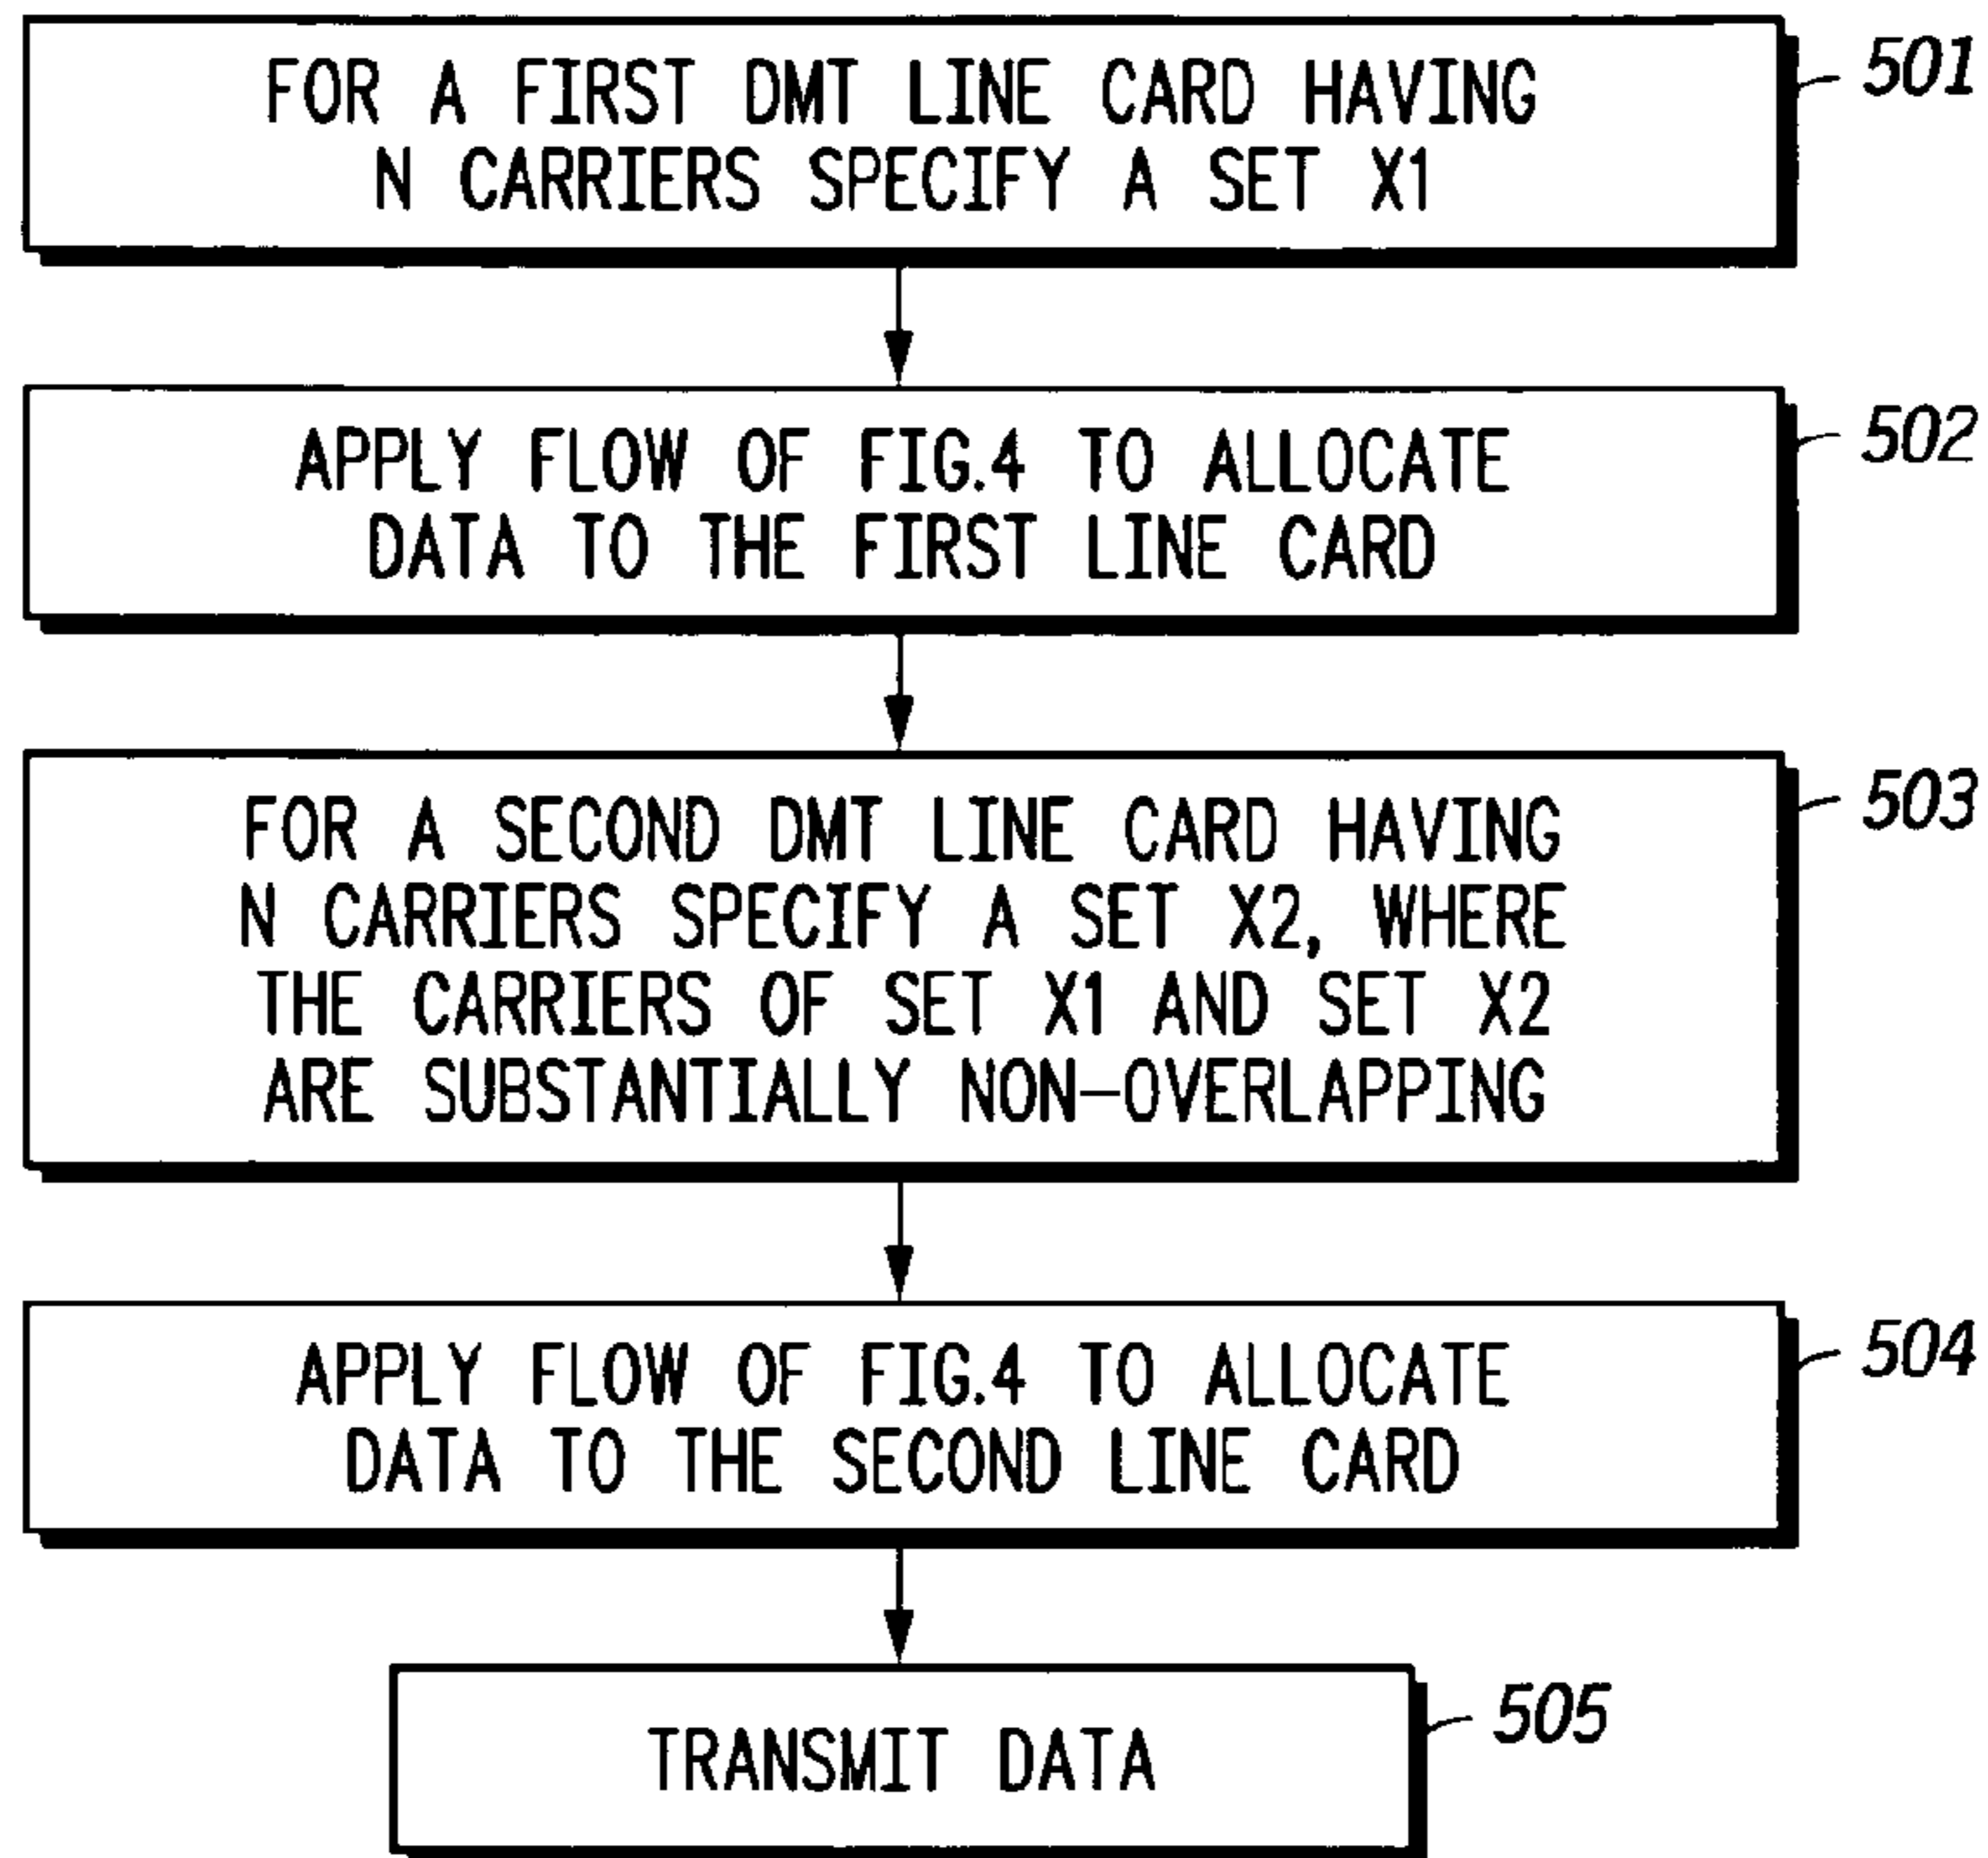 FOR A FIRST DMT LINE CARD HAVING
N CARRIERS SPECIFY A SET X1
501
APPLY FLOW OF FIG.4 TO ALLOCATE
DATA TO THE FIRST LINE CARD
502
FOR A SECOND DMT LINE CARD HAVING
N CARRIERS SPECIFY A SET X2, WHERE
THE CARRIERS OF SET X1 AND SET X2
ARE SUBSTANTIALLY NON-OVERLAPPING
503
APPLY FLOW OF FIG.4 TO ALLOCATE
DATA TO THE SECOND LINE CARD
504
TRANSMIT DATA
505